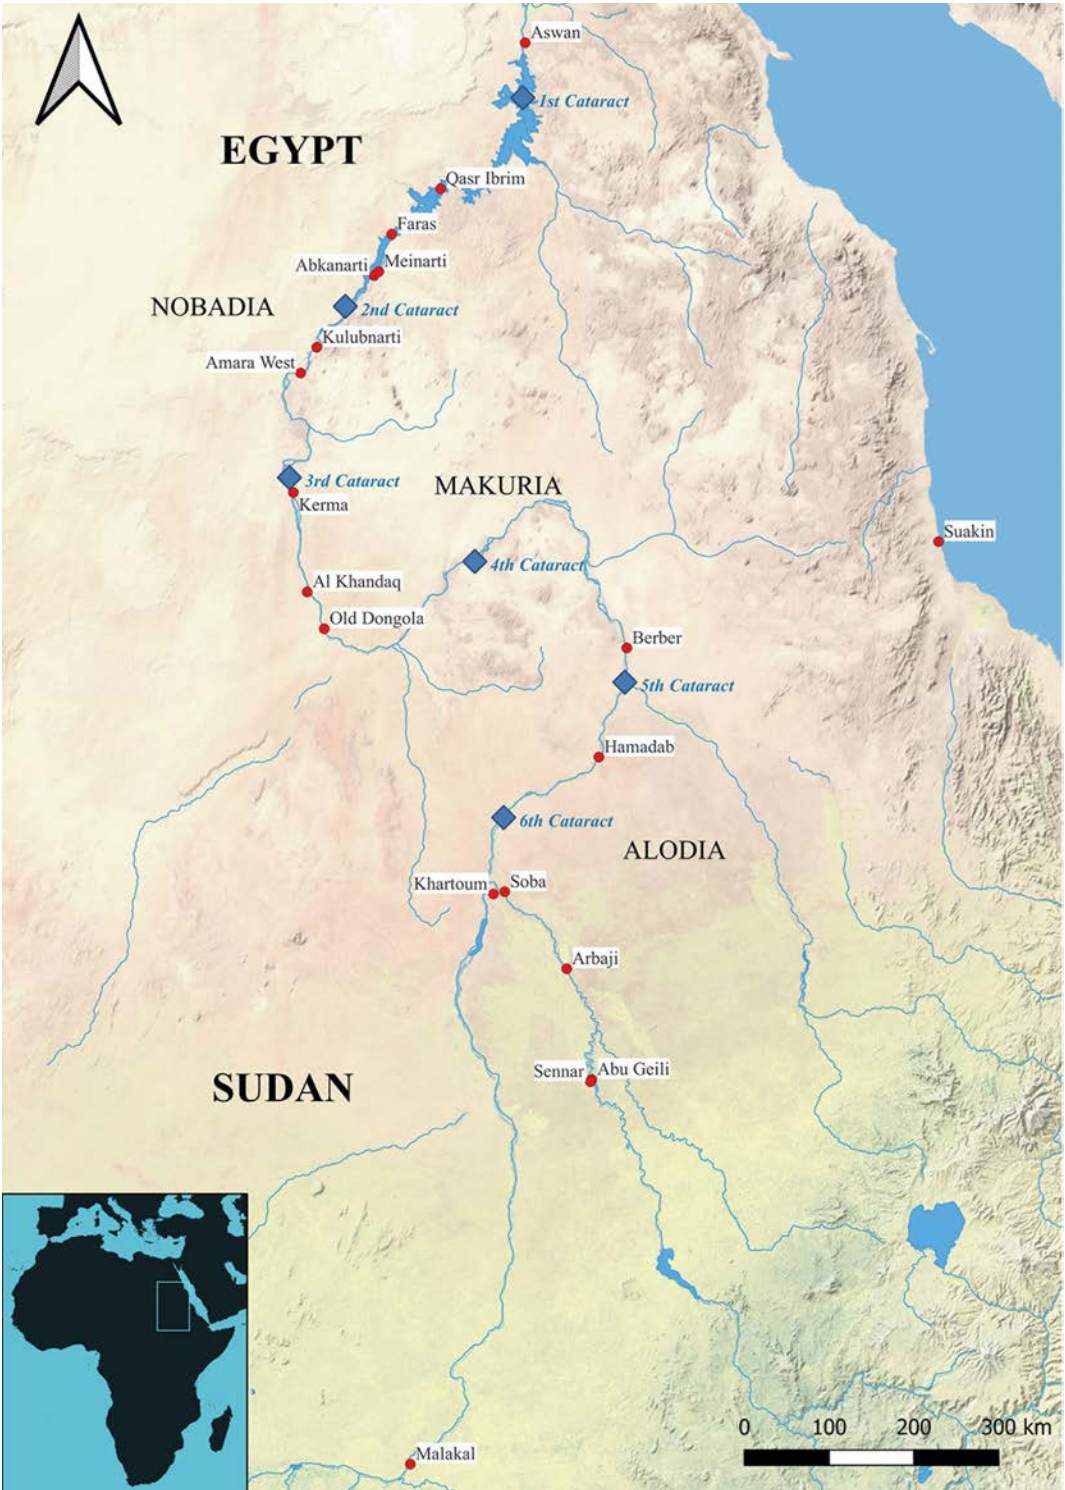 Aswan
1st Cataract
EGYPT
Qasr Ibrim
Faras
Abkanarti
Meinarti
NOBADIA
2nd Cataract
Kulubnarti
Amara West
3rd Cataract
MAKURIA
Kerma
Suakin
4th Cataract
Al Khandaq
Old Dongola
Berber
5th Cataract
Hamadab
6th Cataract
ALODIA
Khartoum
Soba
Arbaji
Sennar
Abu Geili
SUDAN
0 100 200 300 km
Malakal